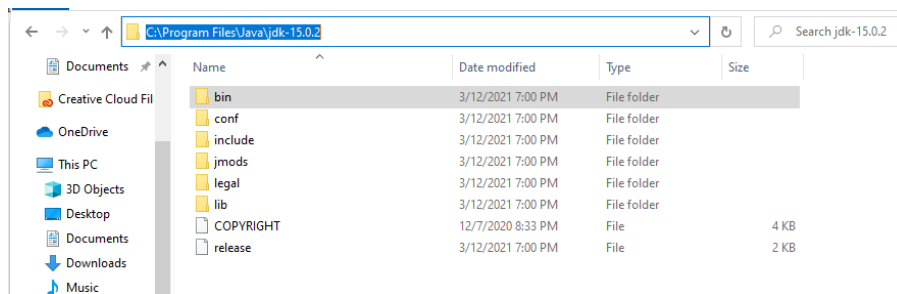 C:\Program Files\Java\jdk-15.0.2 Search jdk-15.0.2
Documents
Creative Cloud Fil
OneDrive
This PC
3D Objects
Desktop
Documents
Downloads
Music
Name Date modified Type Size
bin 3/12/2021 7:00 PM File folder
conf 3/12/2021 7:00 PM File folder
include 3/12/2021 7:00 PM File folder
jmods 3/12/2021 7:00 PM File folder
legal 3/12/2021 7:00 PM File folder
lib 3/12/2021 7:00 PM File folder
COPYRIGHT 12/7/2020 8:33 PM File 4 KB
release 3/12/2021 7:00 PM File 2 KB